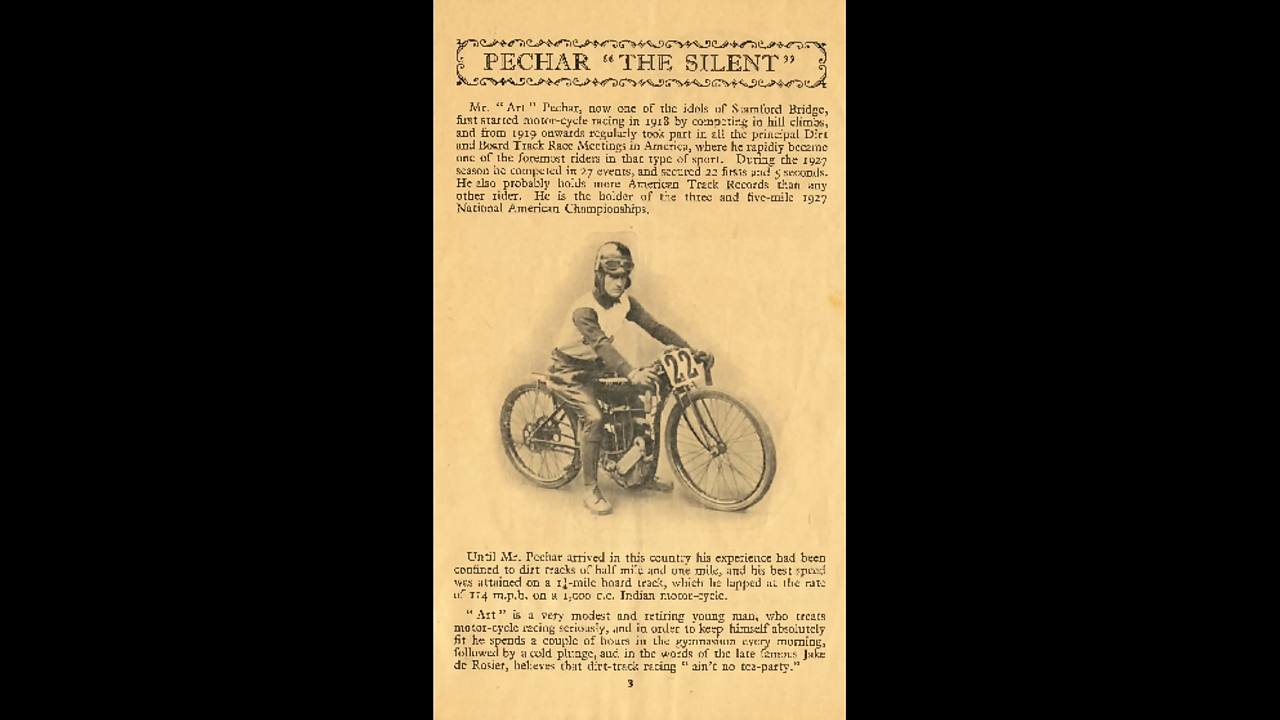 PECHAR "THE SILENT"
Mr. "Art" Pechar, now one of the idols of Stamford Bridge,
first started motor-cycle racing in 1918 by competing in hill climbs,
and from 1919 onwards regularly took part in all the principal Dirt
and Board Track Race Meetings in America, where he rapidly became
one of the foremost riders in that type of sport. During the 1927
season he competed in 27 events, and secured 22 firsts and 5 seconds.
He also probably holds more American Track Records than any
other rider. He is the holder of the three and five-mile 1927
National American Championships.
22
Until Mr. Pechar arrived in this country his experience had been
confined to dirt tracks of half mile and one mile, and his best speed
was attained on a 1¼-mile board track, which he lapped at the rate
of 114 m.p.h. on a 1,000 c.c. Indian motor-cycle.
"Art" is a very modest and retiring young man, who treats
motor-cycle racing seriously, and in order to keep himself absolutely
fit he spends a couple of hours in the gymnasium every morning,
followed by a cold plunge, and in the words of the late famous Jake
de Rosier, believes that dirt-track racing "ain't no tea-party."
3